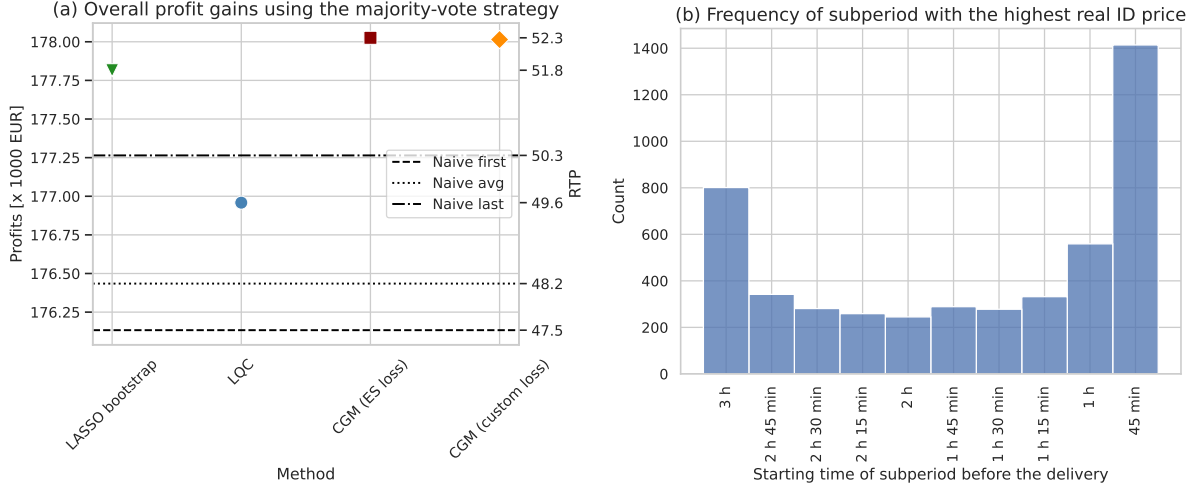 (a) Overall profit gains using the majority-vote strategy
Profits [x 1000 EUR]
178.00
177.75
177.50
177.25
177.00
176.75
176.50
176.25
52.3
51.8
50.3
49.6
48.2
47.5
RTP
Naive first
Naive avg
Naive last
LASSO bootstrap
LQC
CGM (ES loss)
CGM (custom loss)
Method
(b) Frequency of subperiod with the highest real ID price
Count
1400
1200
1000
800
600
400
200
0
3 h
2 h 45 min
2 h 30 min
2 h 15 min
2 h
1 h 45 min
1 h 30 min
1 h 15 min
1 h
45 min
Starting time of subperiod before the delivery